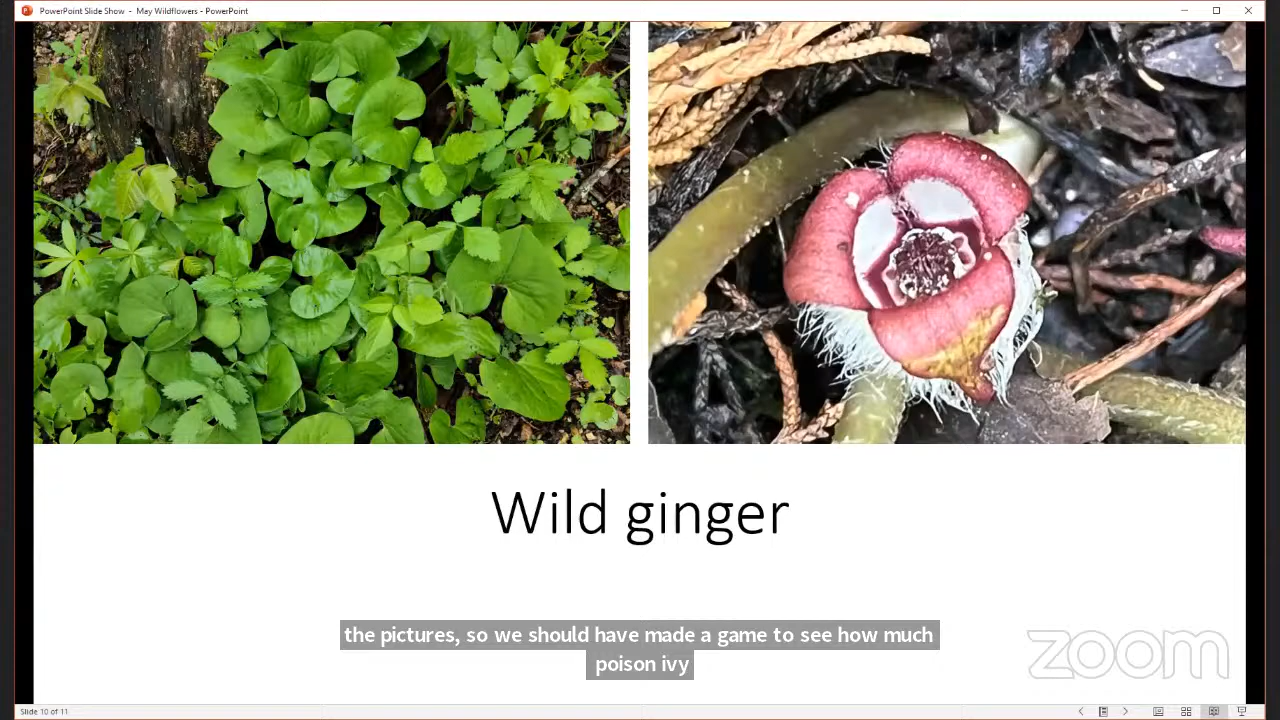 PowerPoint Slide Show - May Wildflowers - PowerPoint
Wild ginger
the pictures, so we should have made a game to see how much
poison ivy
zoom
Slide 10 of 11